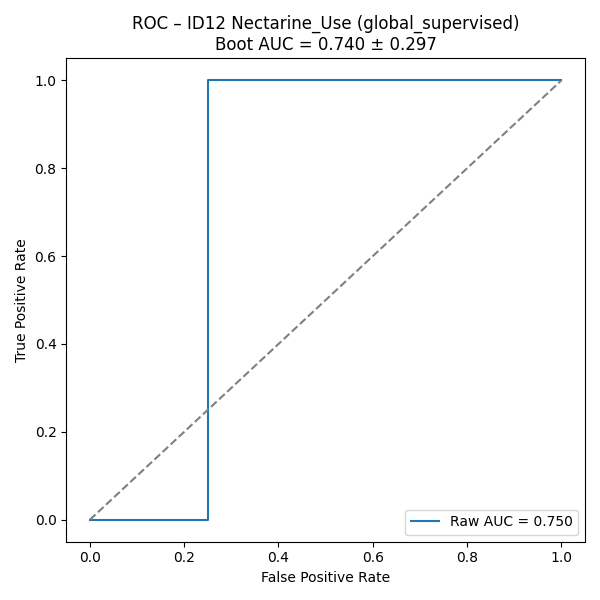 ROC – ID12 Nectarine_Use (global_supervised)
Boot AUC = 0.740 ± 0.297
1.0
0.8
0.6
0.4
0.2
0.0
True Positive Rate
Raw AUC = 0.750
0.0 0.2 0.4 0.6 0.8 1.0
False Positive Rate